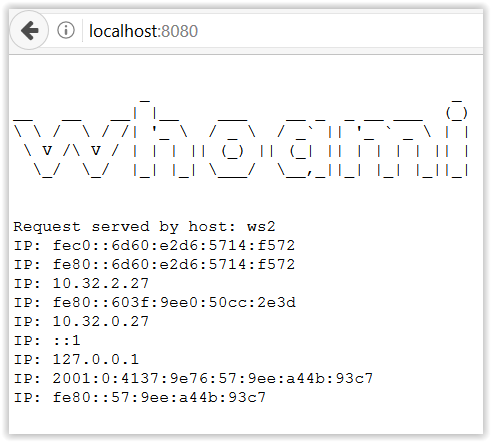 localhost:8080
whoami
Request served by host: ws2
IP: fec0::6d60:e2d6:5714:f572
IP: fe80::6d60:e2d6:5714:f572
IP: 10.32.2.27
IP: fe80::603f:9ee0:50cc:2e3d
IP: 10.32.0.27
IP: ::1
IP: 127.0.0.1
IP: 2001:0:4137:9e76:57:9ee:a44b:93c7
IP: fe80::57:9ee:a44b:93c7